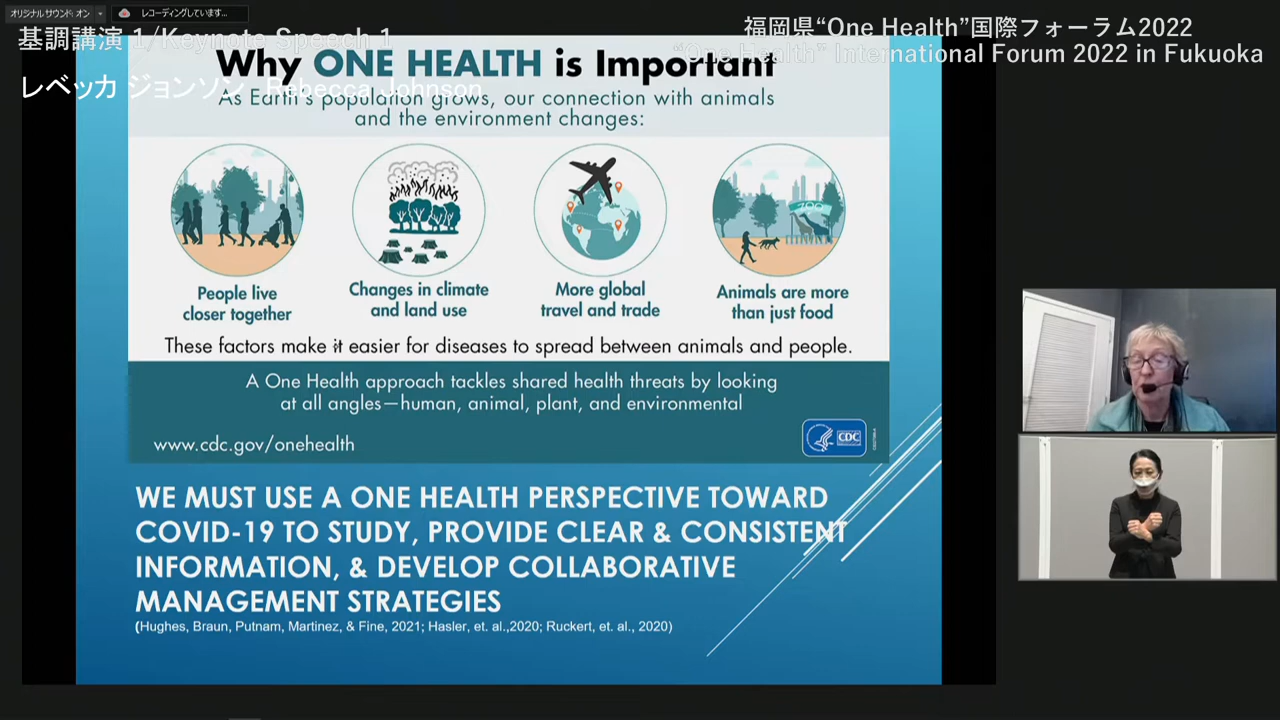 オリジナルサウンド: オン
レコーディングしています...
基調講演 1/Keynote Speech 1
福岡県“One Health”国際フォーラム2022
“One Health” International Forum 2022 in Fukuoka
レベッカ ジョンソン Rebecca Johnson
Why ONE HEALTH is Important
As Earth's population grows, our connection with animals
and the environment changes:
ZOO
People live
closer together
Changes in climate
and land use
More global
travel and trade
Animals are more
than just food
These factors make it easier for diseases to spread between animals and people.
A One Health approach tackles shared health threats by looking
at all angles—human, animal, plant, and environmental
www.cdc.gov/onehealth
CDC
WE MUST USE A ONE HEALTH PERSPECTIVE TOWARD
COVID-19 TO STUDY, PROVIDE CLEAR & CONSISTENT
INFORMATION, & DEVELOP COLLABORATIVE
MANAGEMENT STRATEGIES
(Hughes, Braun, Putnam, Martinez, & Fine, 2021; Hasler, et. al.,2020; Ruckert, et. al., 2020)